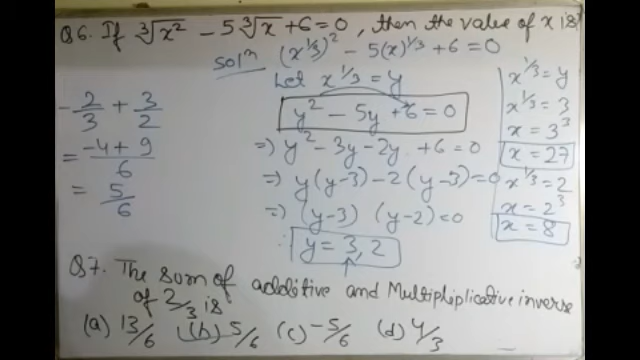 Q6. If ∛x² - 5∛x + 6 = 0, then the value of x is?
Solⁿ (x^1/3)² - 5(x)^1/3 + 6 = 0
Let x^1/3 = y
y² - 5y + 6 = 0
⇒ y² - 3y - 2y + 6 = 0
⇒ y(y-3) - 2(y-3) = 0
⇒ (y-3) (y-2) = 0
∴ y = 3, 2
x^1/3 = y
x^1/3 = 3
x = 3³
x = 27
x^1/3 = 2
x = 2³
x = 8
-2/3 + 3/2
= -4+9/6
= 5/6
Q7. The sum of additive and Multiplipicative inverse
of 2/3 is
(a) 13/6 (b) 5/6 (c) -5/6 (d) 4/3